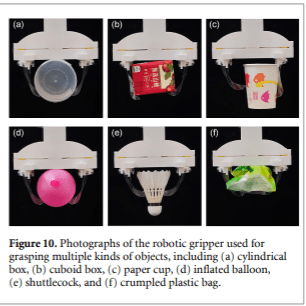 (a) (b) (c)
(d) (e) (f)
Figure 10. Photographs of the robotic gripper used for
grasping multiple kinds of objects, including (a) cylindrical
box, (b) cuboid box, (c) paper cup, (d) inflated balloon,
(e) shuttlecock, and (f) crumpled plastic bag.